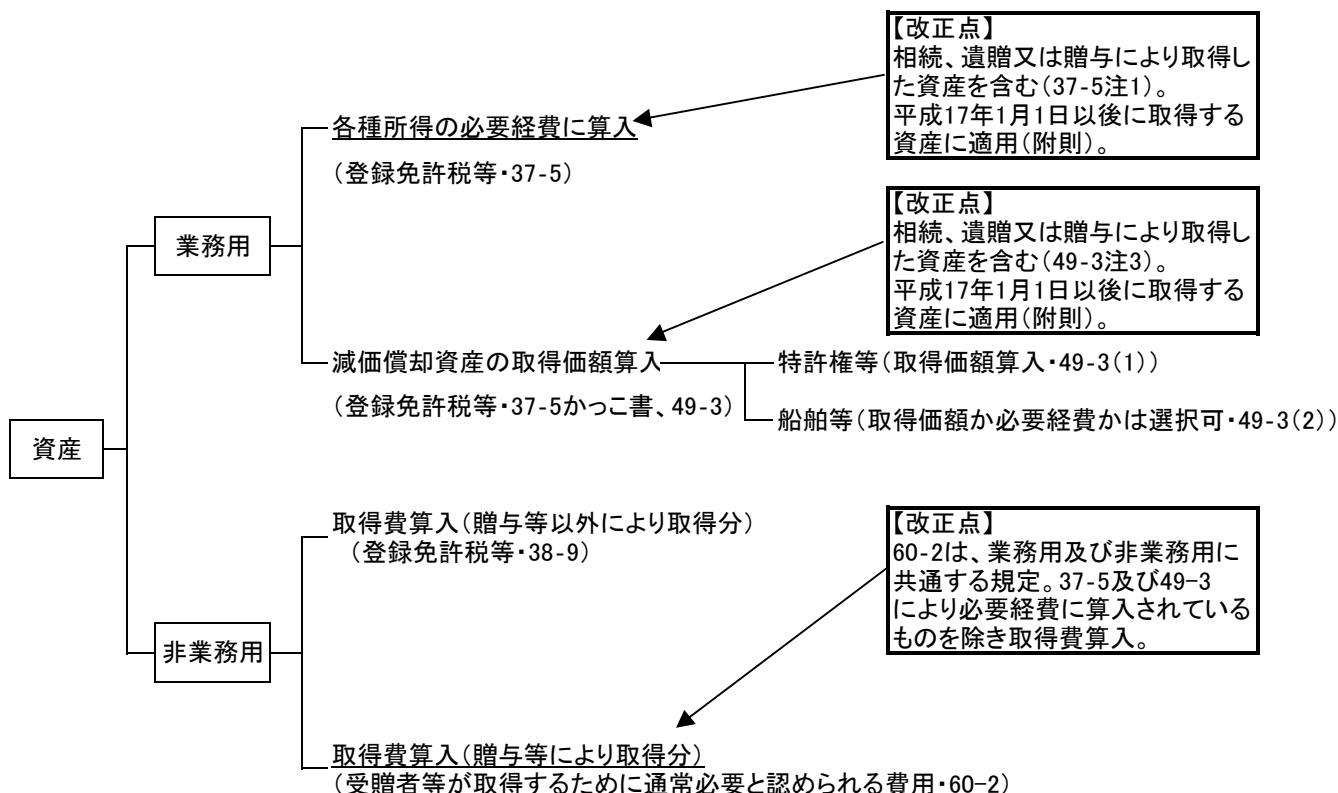 【改正点】
相続、遺贈又は贈与により取得し
た資産を含む(37-5注1)。
平成17年1月1日以後に取得する
資産に適用(附則)。
各種所得の必要経費に算入
(登録免許税等・37-5)
【改正点】
相続、遺贈又は贈与により取得し
た資産を含む(49-3注3)。
平成17年1月1日以後に取得する
資産に適用(附則)。
業務用
減価償却資産の取得価額算入
(登録免許税等・37-5かっこ書、49-3)
特許権等(取得価額算入・49-3(1))
船舶等(取得価額か必要経費かは選択可・49-3(2))
資産
取得費算入(贈与等以外により取得分)
(登録免許税等・38-9)
【改正点】
60-2は、業務用及び非業務用に
共通する規定。37-5及び49-3
により必要経費に算入されている
ものを除き取得費算入。
非業務用
取得費算入(贈与等により取得分)
(受贈者等が取得するために通常必要と認められる費用・60-2)